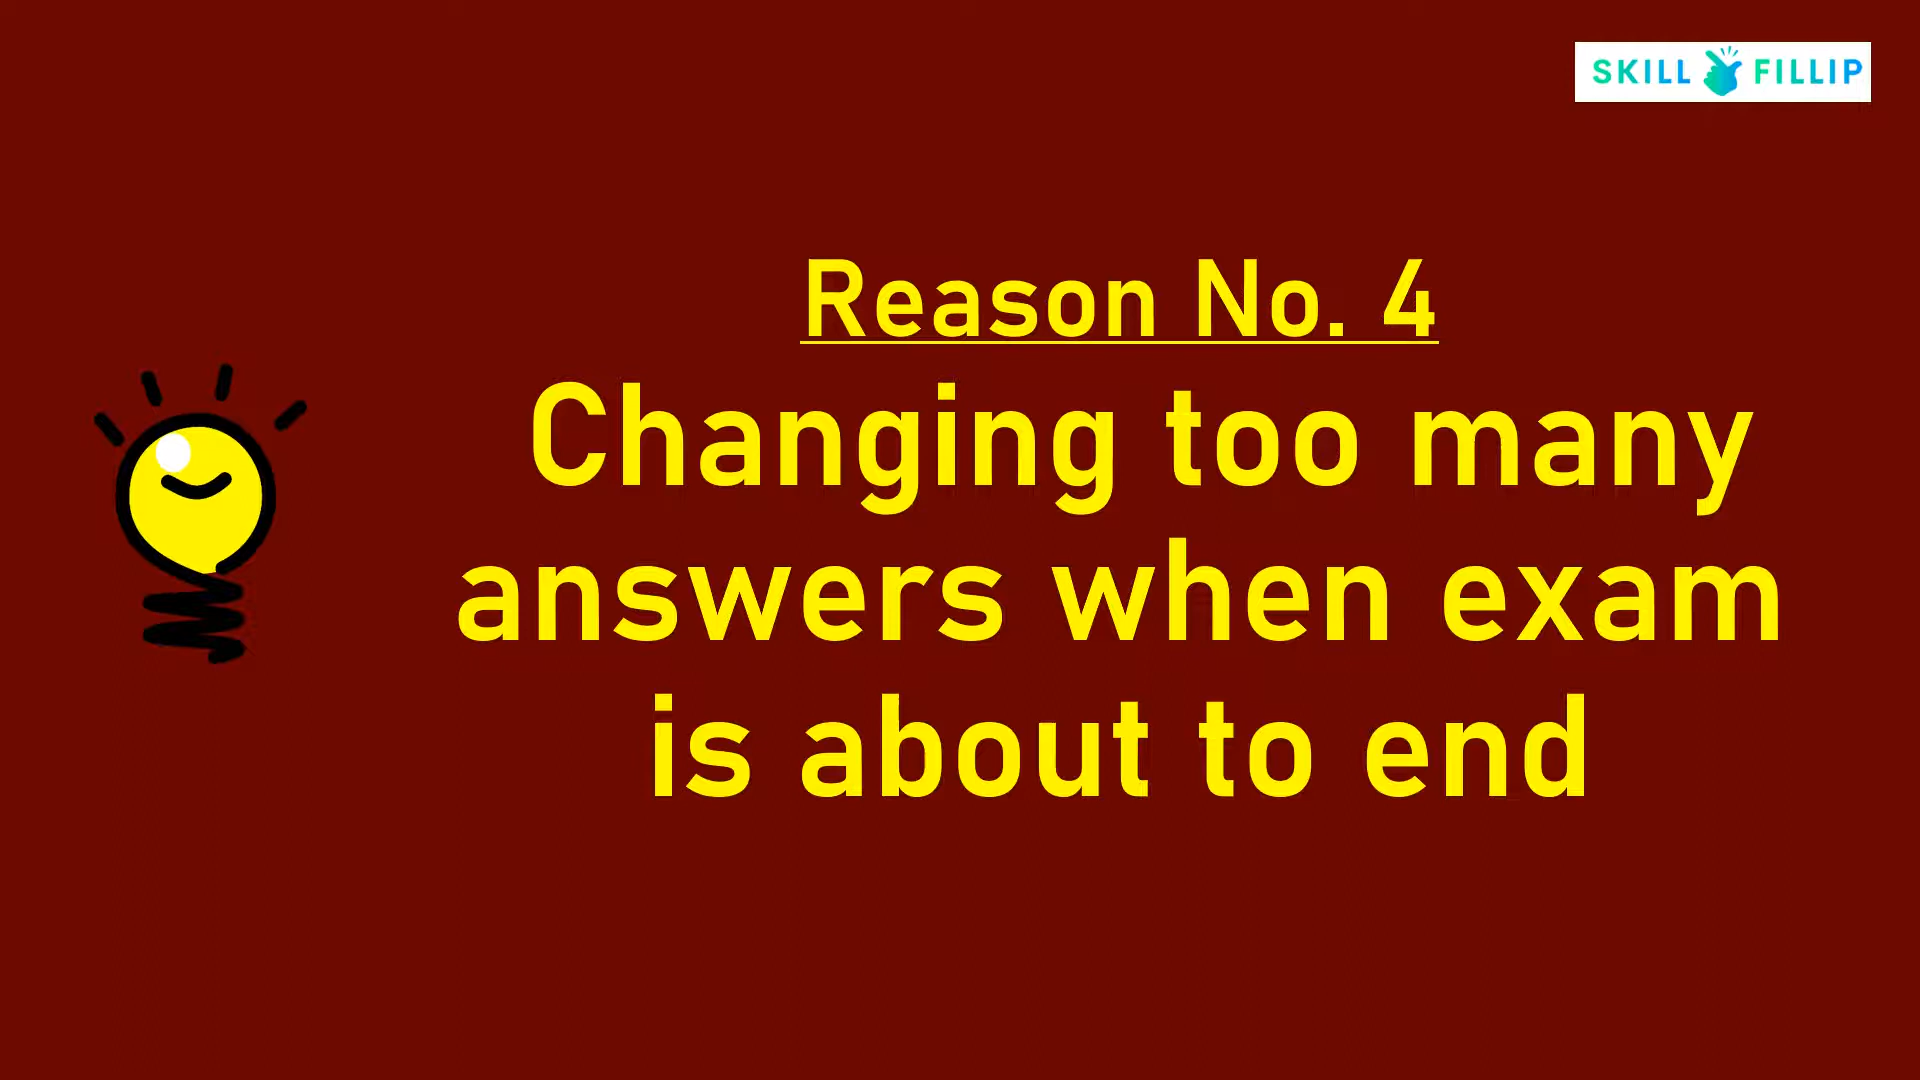 SKILL FILLIP
Reason No. 4
Changing too many
answers when exam
is about to end